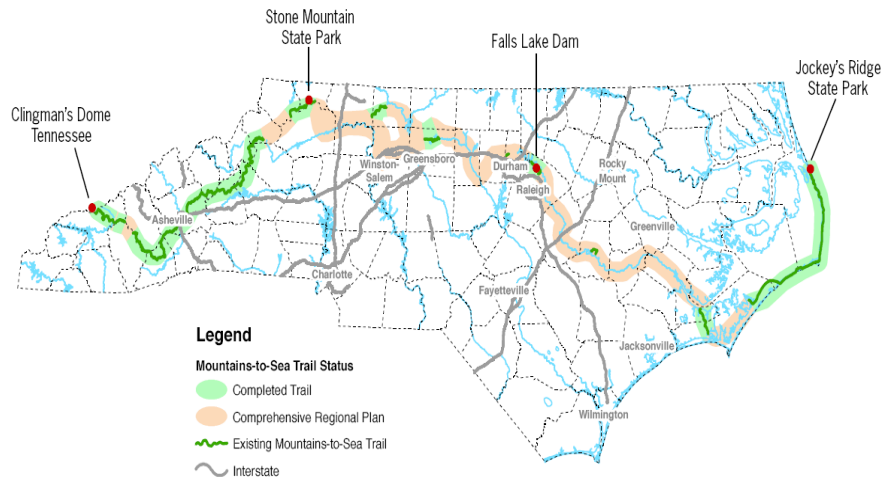 Stone Mountain
State Park
Falls Lake Dam
Jockey's Ridge
State Park
Clingman's Dome
Tennessee
Winston-
Salem
Greensboro
Durham
Raleigh
Rocky
Mount
Asheville
Greenville
Charlotte
Fayetteville
Jacksonville
Wilmington
Legend
Mountains-to-Sea Trail Status
Completed Trail
Comprehensive Regional Plan
Existing Mountains-to-Sea Trail
Interstate